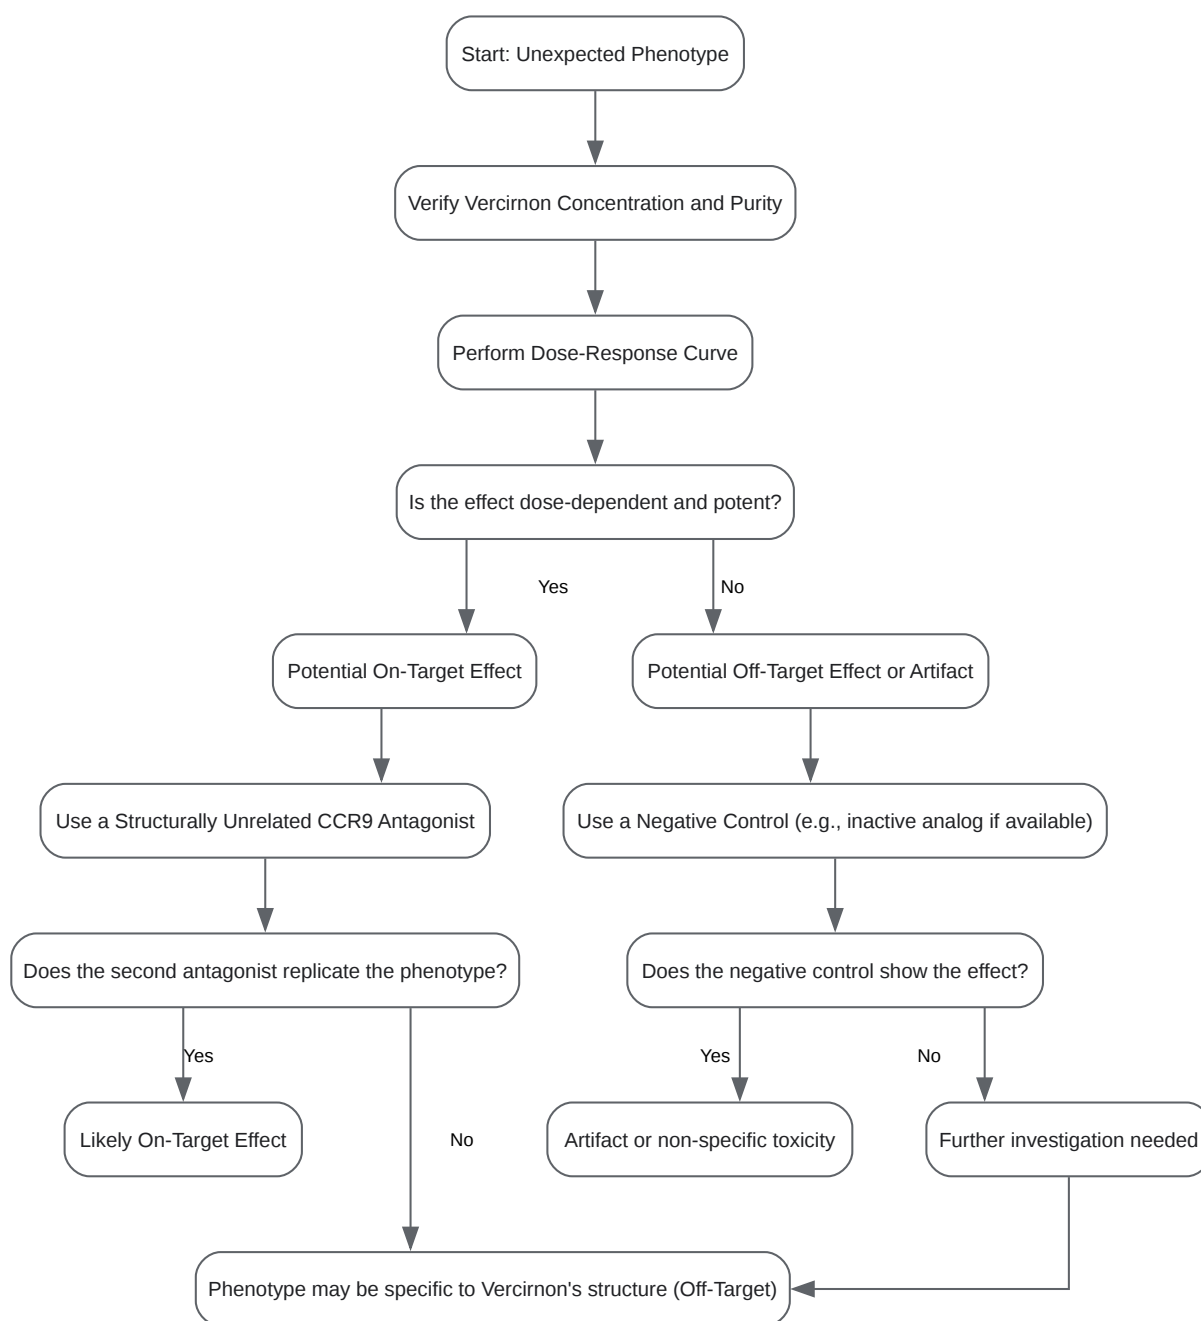 Start: Unexpected Phenotype
Verify Vercirnon Concentration and Purity
Perform Dose-Response Curve
Is the effect dose-dependent and potent?
Yes
No
Potential On-Target Effect
Potential Off-Target Effect or Artifact
Use a Structurally Unrelated CCR9 Antagonist
Use a Negative Control (e.g., inactive analog if available)
Does the second antagonist replicate the phenotype?
Does the negative control show the effect?
Yes
Yes
No
Likely On-Target Effect
No
Artifact or non-specific toxicity
Further investigation needed
Phenotype may be specific to Vercirnon's structure (Off-Target)